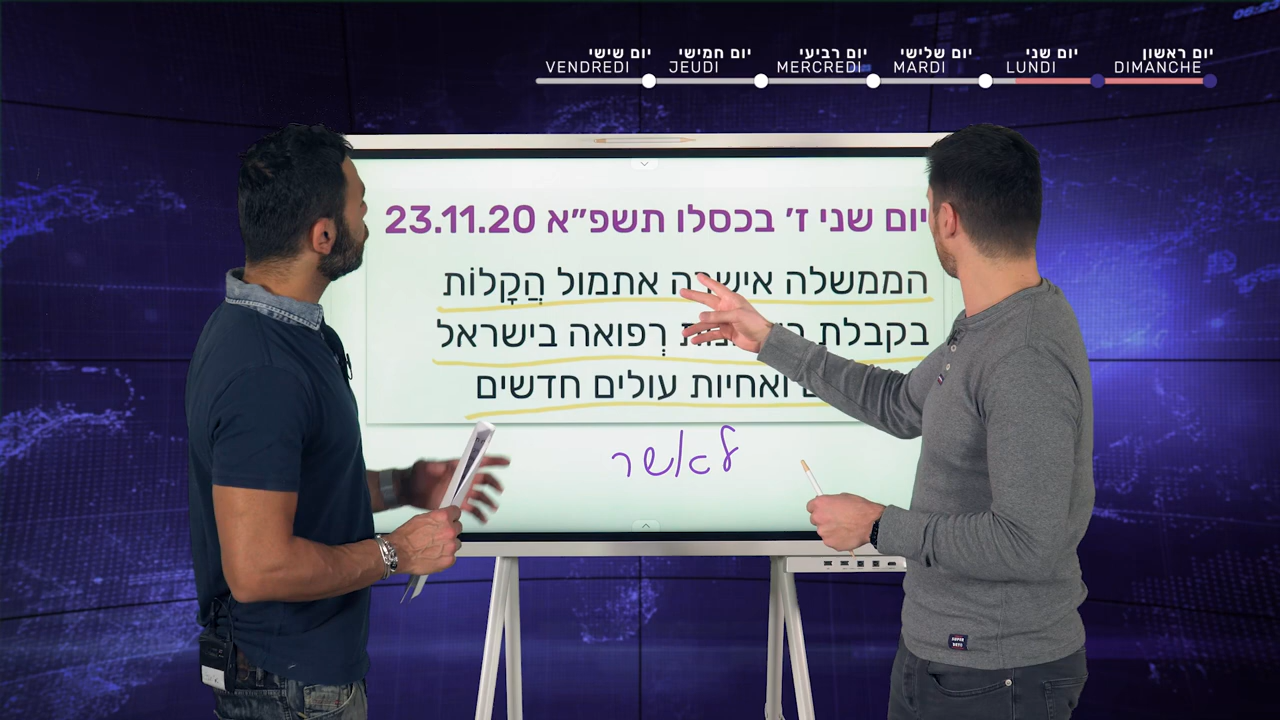 יום ראשון
DIMANCHE
יום שני
LUNDI
יום שלישי
MARDI
יום רביעי
MERCREDI
יום חמישי
JEUDI
יום שישי
VENDREDI
יום שני ז׳ בכסלו תשפ״א 23.11.20
הממשלה אישרה אתמול הֲקָלוֹת
בקבלת רְפואה בישראל
ואחיות עולים חדשים
לאשר